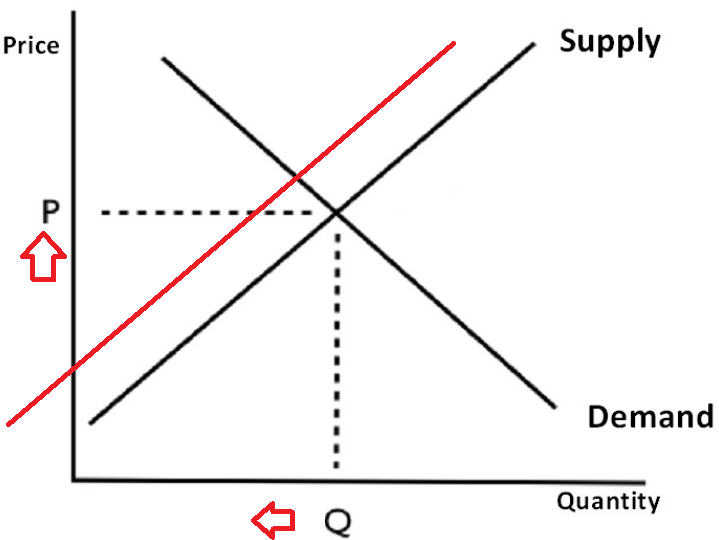 Supply
Price
P
Demand
Quantity
Q